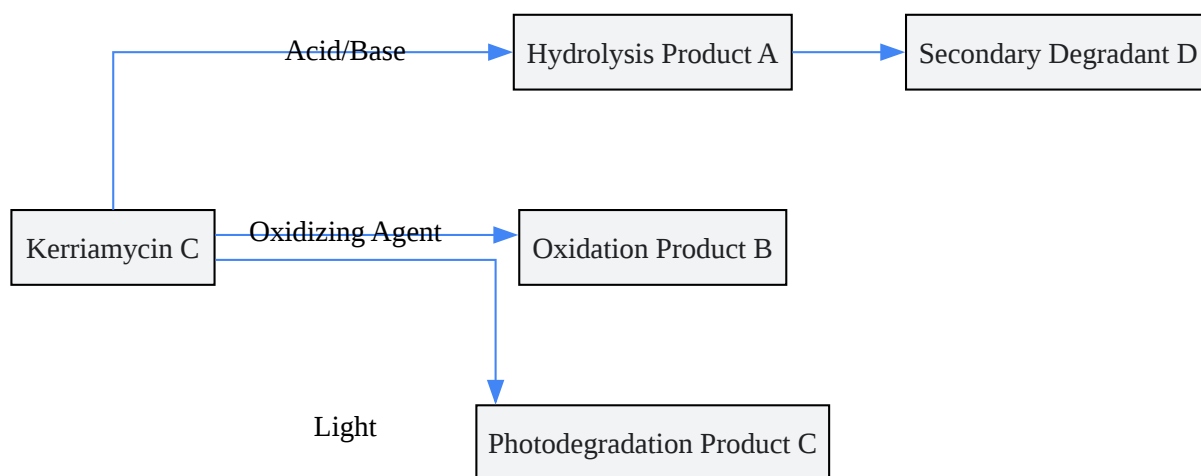 Acid/Base
Hydrolysis Product A
Secondary Degradant D
Kerriamycin C
Oxidizing Agent
Oxidation Product B
Light
Photodegradation Product C